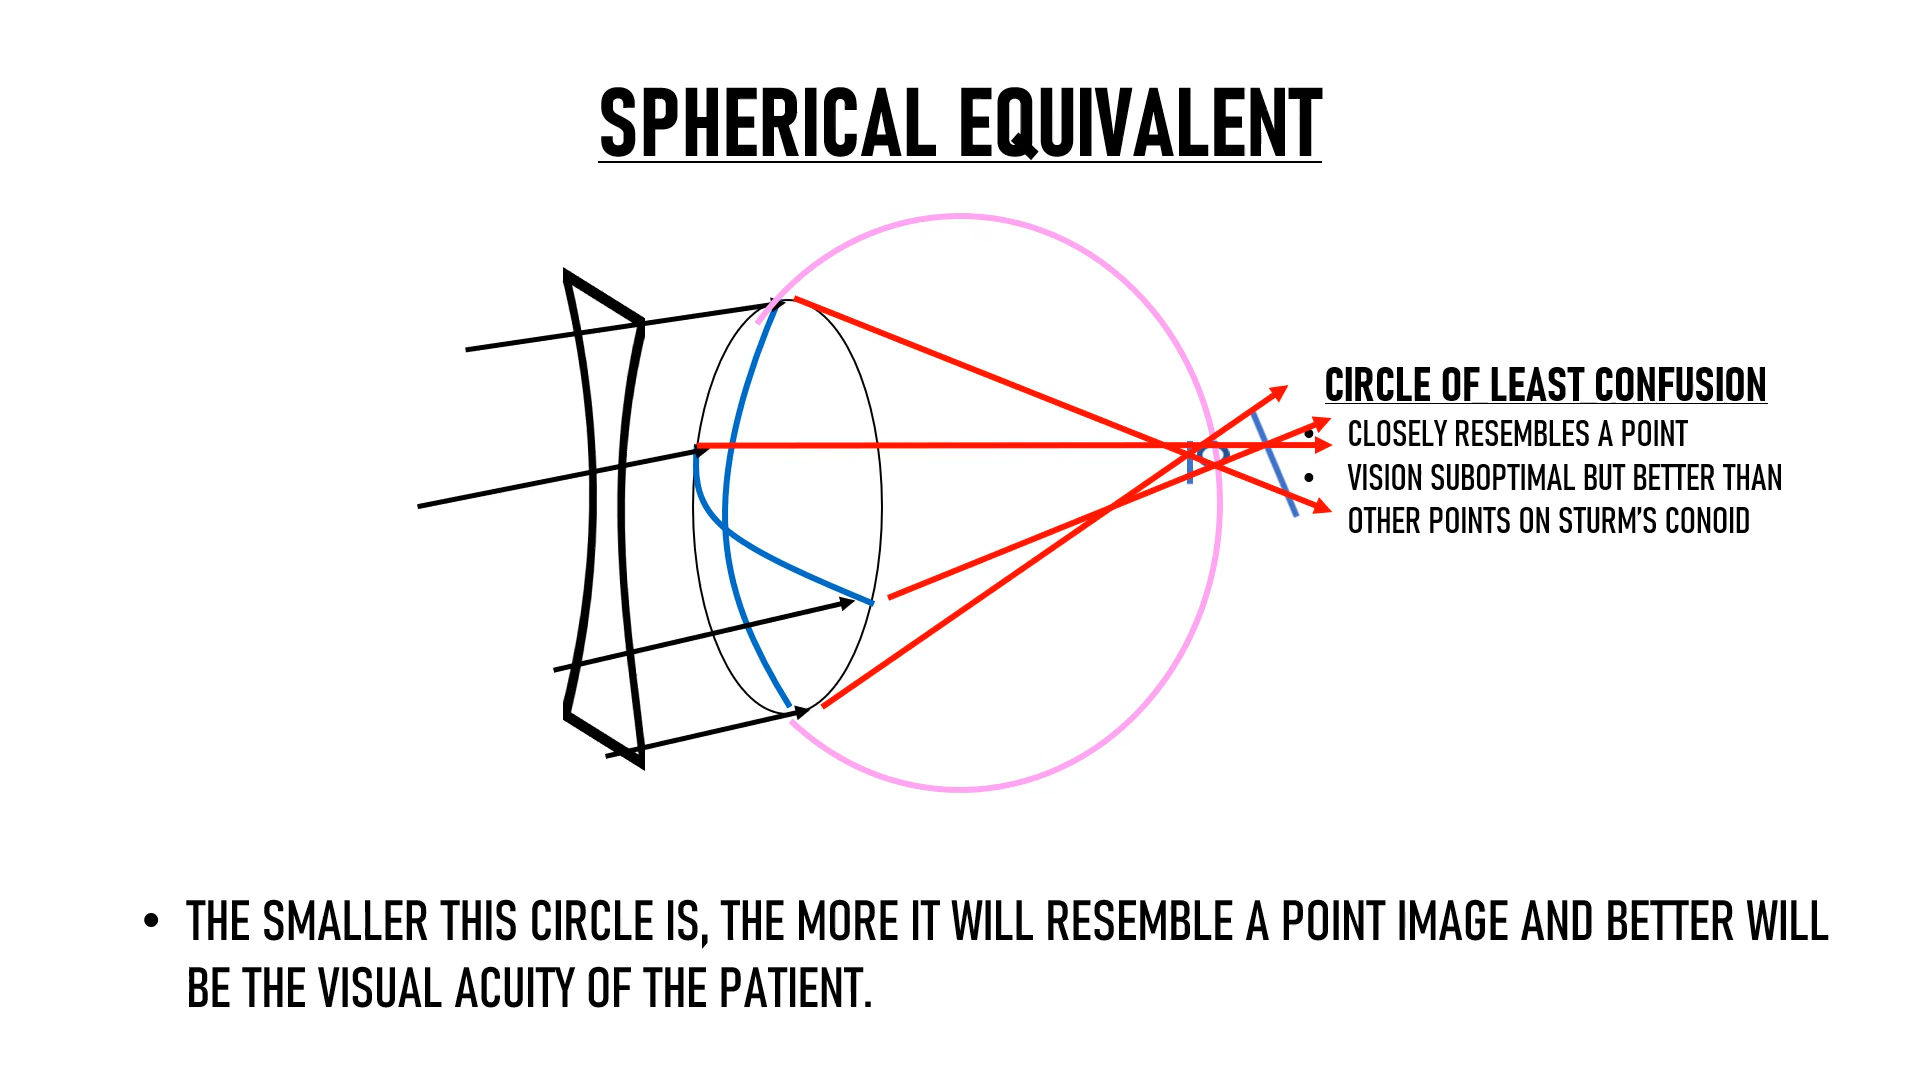 SPHERICAL EQUIVALENT
CIRCLE OF LEAST CONFUSION
• CLOSELY RESEMBLES A POINT
• VISION SUBOPTIMAL BUT BETTER THAN
OTHER POINTS ON STURM'S CONOID
• THE SMALLER THIS CIRCLE IS, THE MORE IT WILL RESEMBLE A POINT IMAGE AND BETTER WILL
BE THE VISUAL ACUITY OF THE PATIENT.